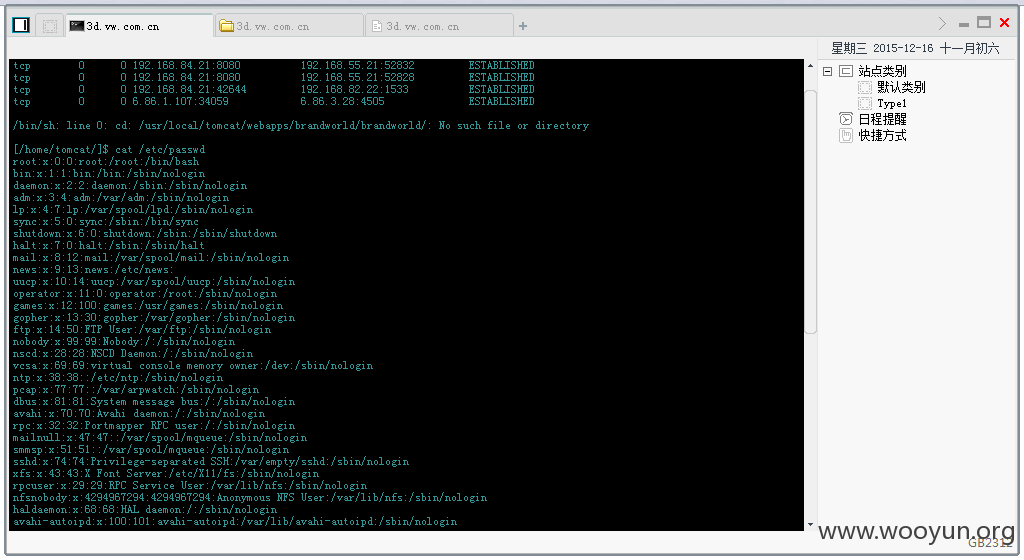 3d.vw.com.cn
3d.vw.com.cn
3d.vw.com.cn
星期三 2015-12-16 十一月初六
tcp 0 0 192.168.84.21:8080 192.168.55.21:52832 ESTABLISHED
tcp 0 0 192.168.84.21:8080 192.168.55.21:52828 ESTABLISHED
tcp 0 0 192.168.84.21:42644 192.168.82.22:1533 ESTABLISHED
tcp 0 0 6.86.1.107:34059 6.86.3.28:4505 ESTABLISHED
/bin/sh: line 0: cd: /usr/local/tomcat/webapps/brandworld/brandworld/: No such file or directory
[/home/tomcat/]$ cat /etc/passwd
root:x:0:0:root:/root:/bin/bash
bin:x:1:1:bin:/bin:/sbin/nologin
daemon:x:2:2:daemon:/sbin:/sbin/nologin
adm:x:3:4:adm:/var/adm:/sbin/nologin
lp:x:4:7:lp:/var/spool/lpd:/sbin/nologin
sync:x:5:0:sync:/sbin:/bin/sync
shutdown:x:6:0:shutdown:/sbin:/sbin/shutdown
halt:x:7:0:halt:/sbin:/sbin/halt
mail:x:8:12:mail:/var/spool/mail:/sbin/nologin
news:x:9:13:news:/etc/news:
uucp:x:10:14:uucp:/var/spool/uucp:/sbin/nologin
operator:x:11:0:operator:/root:/sbin/nologin
games:x:12:100:games:/usr/games:/sbin/nologin
gopher:x:13:30:gopher:/var/gopher:/sbin/nologin
ftp:x:14:50:FTP User:/var/ftp:/sbin/nologin
nobody:x:99:99:Nobody:/:/sbin/nologin
nscd:x:28:28:NSCD Daemon:/:/sbin/nologin
vcsa:x:69:69:virtual console memory owner:/dev:/sbin/nologin
ntp:x:38:38::/etc/ntp:/sbin/nologin
pcap:x:77:77::/var/arpwatch:/sbin/nologin
dbus:x:81:81:System message bus:/:/sbin/nologin
avahi:x:70:70:Avahi daemon:/:/sbin/nologin
rpc:x:32:32:Portmapper RPC user:/:/sbin/nologin
mailnull:x:47:47::/var/spool/mqueue:/sbin/nologin
smmsp:x:51:51::/var/spool/mqueue:/sbin/nologin
sshd:x:74:74:Privilege-separated SSH:/var/empty/sshd:/sbin/nologin
xfs:x:43:43:X Font Server:/etc/X11/fs:/sbin/nologin
rpcuser:x:29:29:RPC Service User:/var/lib/nfs:/sbin/nologin
nfsnobody:x:4294967294:4294967294:Anonymous NFS User:/var/lib/nfs:/sbin/nologin
haldaemon:x:68:68:HAL daemon:/:/sbin/nologin
avahi-autoipd:x:100:101:avahi-autoipd:/var/lib/avahi-autoipd:/sbin/nologin
站点类别
默认类别
Type1
日程提醒
快捷方式
www.wooyun.org
GB2312